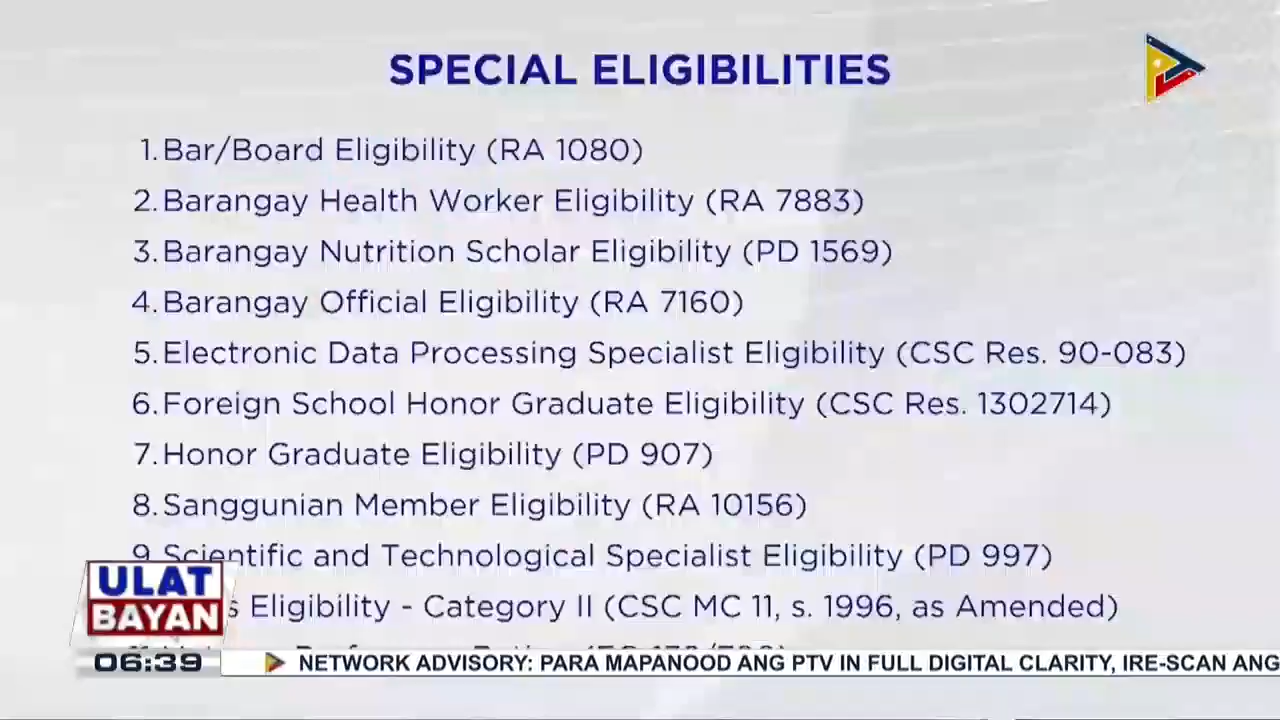 SPECIAL ELIGIBILITIES
1. Bar/Board Eligibility (RA 1080)
2. Barangay Health Worker Eligibility (RA 7883)
3. Barangay Nutrition Scholar Eligibility (PD 1569)
4. Barangay Official Eligibility (RA 7160)
5. Electronic Data Processing Specialist Eligibility (CSC Res. 90-083)
6. Foreign School Honor Graduate Eligibility (CSC Res. 1302714)
7. Honor Graduate Eligibility (PD 907)
8. Sanggunian Member Eligibility (RA 10156)
9. Scientific and Technological Specialist Eligibility (PD 997)
Eligibility - Category II (CSC MC 11, s. 1996, as Amended)
ULAT
BAYAN
06:39
NETWORK ADVISORY: PARA MAPANOOD ANG PTV IN FULL DIGITAL CLARITY, IRE-SCAN ANG